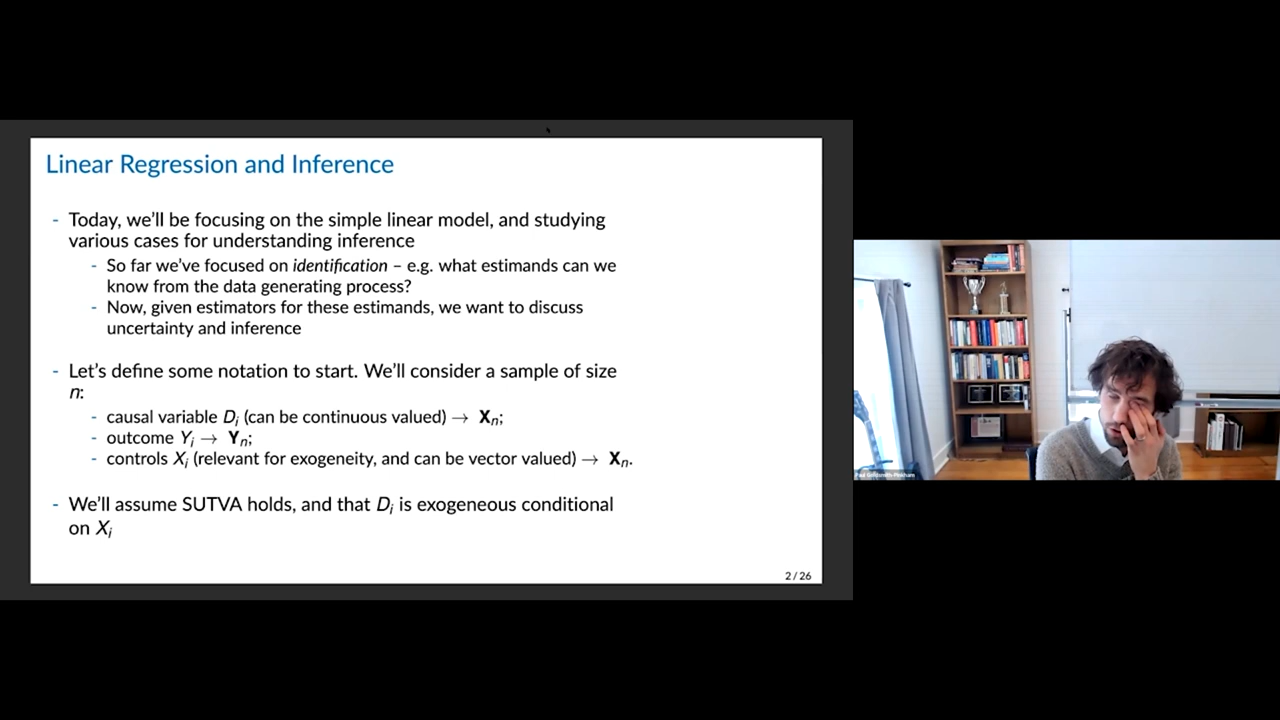 Linear Regression and Inference
- Today, we'll be focusing on the simple linear model, and studying
various cases for understanding inference
- So far we've focused on identification – e.g. what estimands can we
know from the data generating process?
- Now, given estimators for these estimands, we want to discuss
uncertainty and inference
- Let's define some notation to start. We'll consider a sample of size
n:
- causal variable Dᵢ (can be continuous valued) → Xₙ;
- outcome Yᵢ → Yₙ;
- controls Xᵢ (relevant for exogeneity, and can be vector valued) → Xₙ.
- We'll assume SUTVA holds, and that Dᵢ is exogeneous conditional
on Xᵢ
2 / 26
Paul Goldsmith-Pinkham